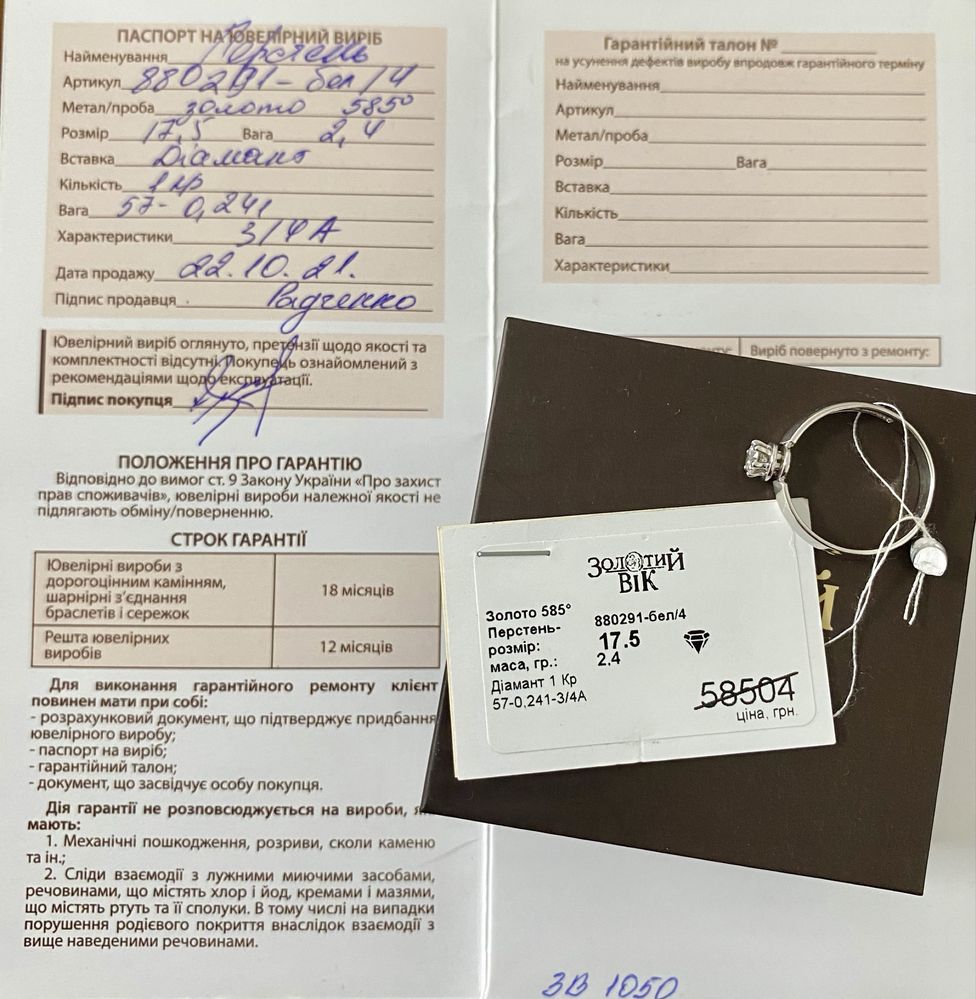 ПАСПОРТ НА ЮВЕЛІРНИЙ ВИРІБ
Найменування Перстень
Артикул 880291-бел/4
Метал/проба золото 585°
Розмір 17,5 Вага 2,4
Вставка Діамант
Кількість 1 кр
Вага 57-0,241
Характеристики 3/4А
Дата продажу 22.10.21.
Підпис продавця Радченко
Ювелірний виріб оглянуто, претензії щодо якості та
комплектності відсутні. Покупець ознайомлений з
рекомендаціями щодо експлуатації.
Підпис покупця
ПОЛОЖЕННЯ ПРО ГАРАНТІЮ
Відповідно до вимог ст. 9 Закону України «Про захист
прав споживачів», ювелірні вироби належної якості не
підлягають обміну/поверненню.
СТРОК ГАРАНТІЇ
Ювелірні вироби з
дорогоцінним камінням,
шарнірні з'єднання
браслетів і сережок
18 місяців
Решта ювелірних
виробів
12 місяців
Для виконання гарантійного ремонту клієнт
повинен мати при собі:
- розрахунковий документ, що підтверджує придбання
ювелірного виробу;
- паспорт на виріб;
- гарантійний талон;
- документ, що засвідчує особу покупця.
Дія гарантії не розповсюджується на вироби,
мають:
1. Механічні пошкодження, розриви, сколи каменю
та ін.;
2. Сліди взаємодії з лужними миючими засобами,
речовинами, що містять хлор і йод, кремами і мазями,
що містять ртуть та її сполуки. В тому числі на випадки
порушення родієвого покриття внаслідок взаємодії з
вище наведеними речовинами.
Гарантійний талон №
на усунення дефектів виробу впродовж гарантійного терміну
Найменування
Артикул
Метал/проба
Розмір Вага
Вставка
Кількість
Вага
Характеристики
Виріб повернуто з ремонту:
ЗОЛОТИЙ
ВІК
Золото 585°
Перстень- 880291-бел/4
розмір: 17.5
маса, гр.: 2.4
Діамант 1 Кр
57-0,241-3/4А
58504
ціна, грн.
ЗВ 1050